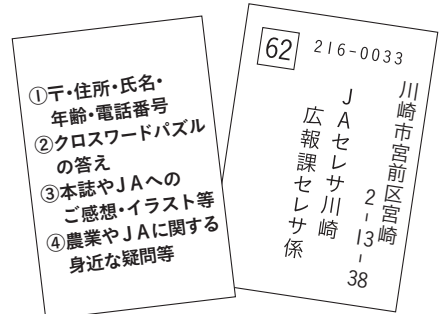 ①〒・住所・氏名・
年齢・電話番号
②クロスワードパズル
の答え
③本誌やＪＡへの
ご感想・イラスト等
④農業やＪＡに関する
身近な疑問等
62
216-0033
川崎市宮前区宮崎
2-13-38
ＪＡセレサ川崎
広報課セレサ係